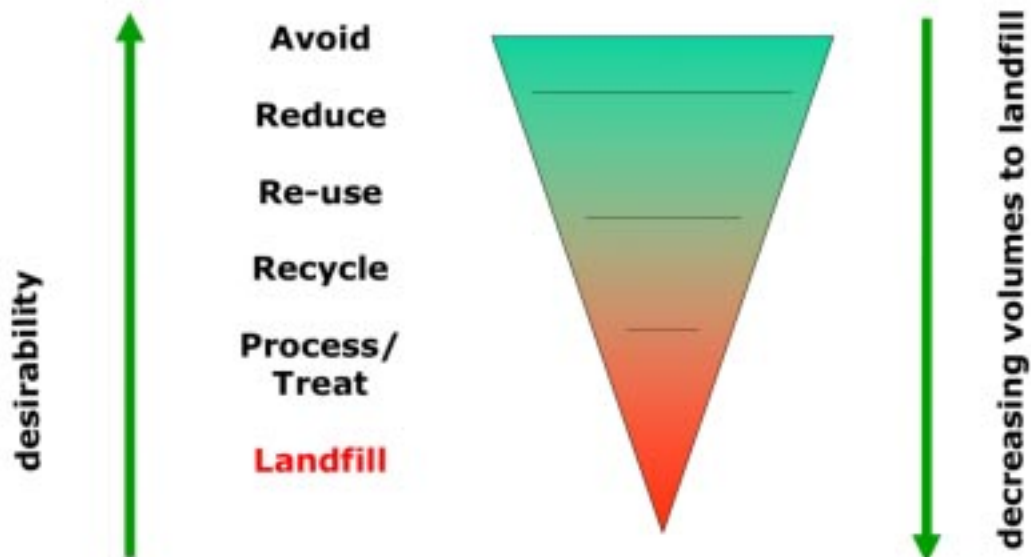 Avoid
Reduce
Re-use
Recycle
Process/
Treat
Landfill
desirability
decreasing volumes to landfill